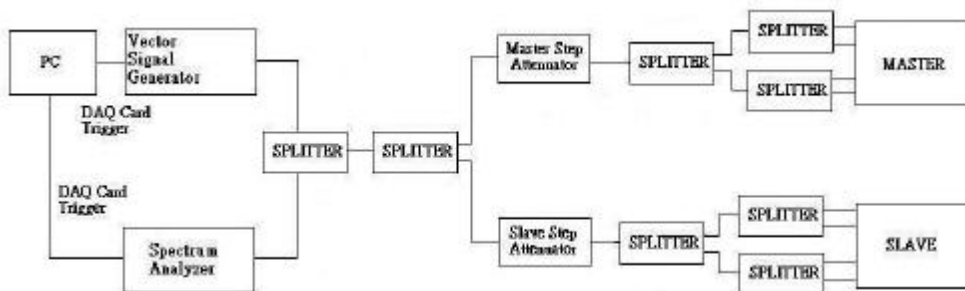 PC
Vector
Signal
Generator
DAQ Card
Trigger
DAQ Card
Trigger
Spectrum
Analyzer
SPLITTER
SPLITTER
Master Step
Attenuator
SPLITTER
SPLITTER
SPLITTER
MASTER
Slave Step
Attenuator
SPLITTER
SPLITTER
SPLITTER
SLAVE